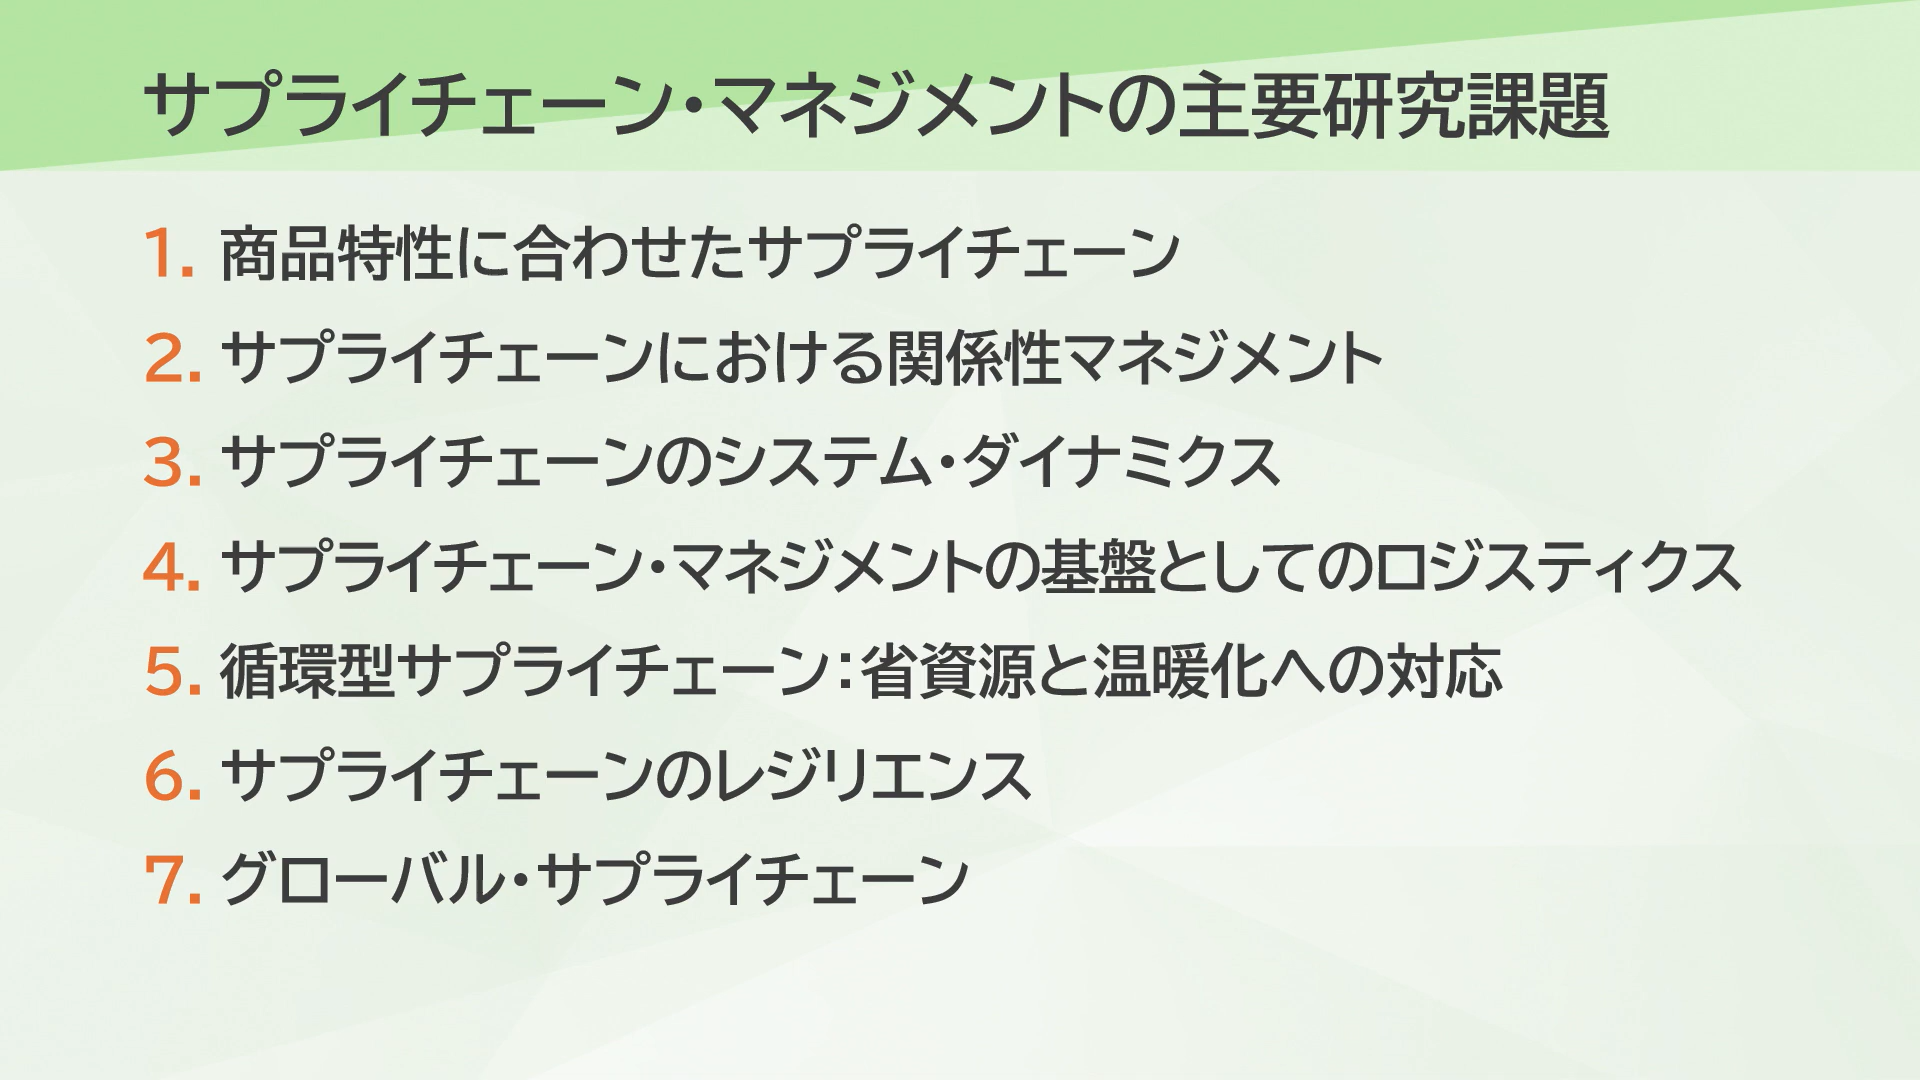 サプライチェーン・マネジメントの主要研究課題
1. 商品特性に合わせたサプライチェーン
2. サプライチェーンにおける関係性マネジメント
3. サプライチェーンのシステム・ダイナミクス
4. サプライチェーン・マネジメントの基盤としてのロジスティクス
5. 循環型サプライチェーン：省資源と温暖化への対応
6. サプライチェーンのレジリエンス
7. グローバル・サプライチェーン